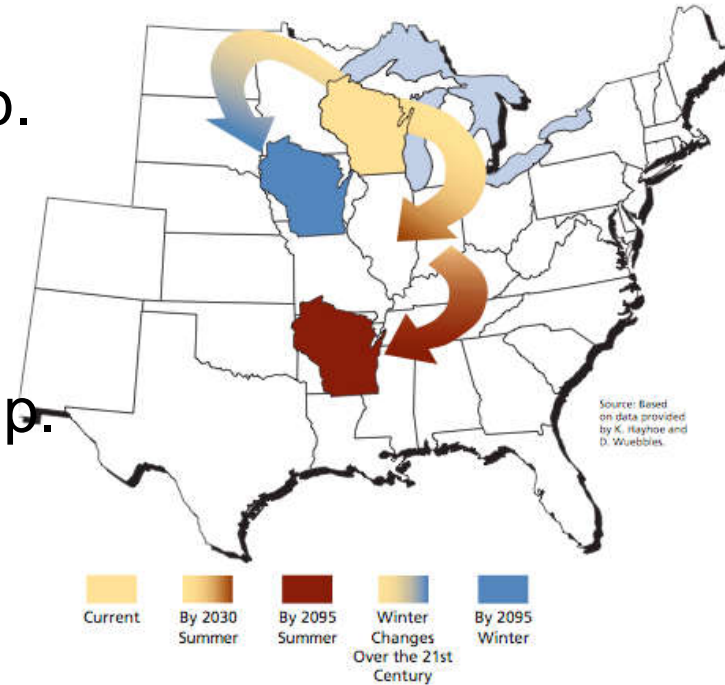 o.
p.
Source: Based
on data provided
by K. Hayhoe and
D. Wuebbles.
Current
By 2030
Summer
By 2095
Summer
Winter
Changes
Over the 21st
Century
By 2095
Winter